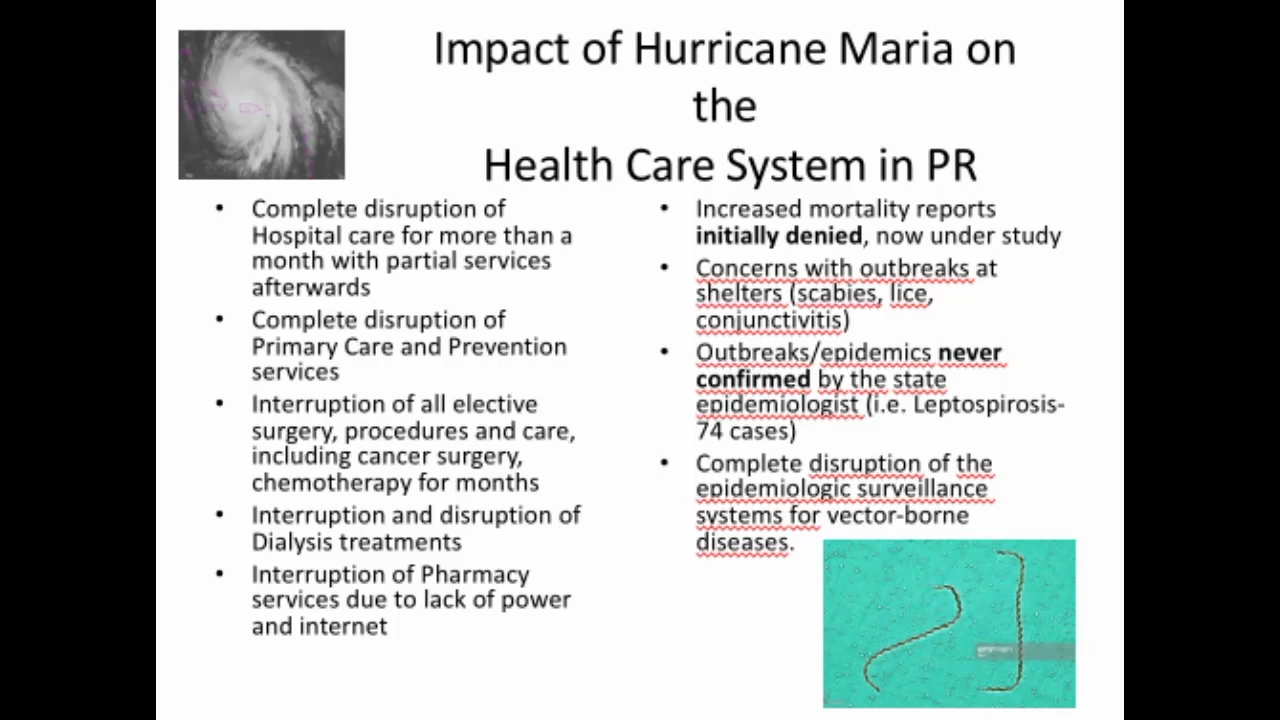 Impact of Hurricane Maria on
the
Health Care System in PR
• Complete disruption of
Hospital care for more than a
month with partial services
afterwards
• Complete disruption of
Primary Care and Prevention
services
• Interruption of all elective
surgery, procedures and care,
including cancer surgery,
chemotherapy for months
• Interruption and disruption of
Dialysis treatments
• Interruption of Pharmacy
services due to lack of power
and internet
• Increased mortality reports
initially denied, now under study
• Concerns with outbreaks at
shelters (scabies, lice,
conjunctivitis)
• Outbreaks/epidemics never
confirmed by the state
epidemiologist (i.e. Leptospirosis-
74 cases)
• Complete disruption of the
epidemiologic surveillance
systems for vector-borne
diseases.